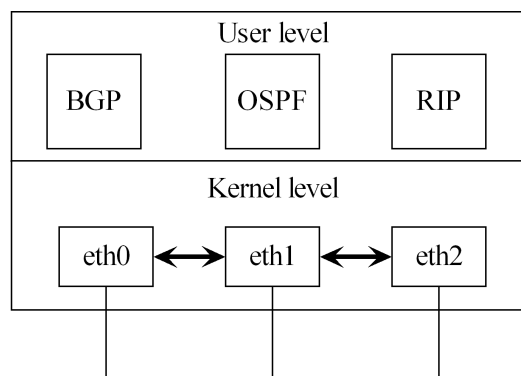 User level
BGP
OSPF
RIP
Kernel level
eth0
eth1
eth2